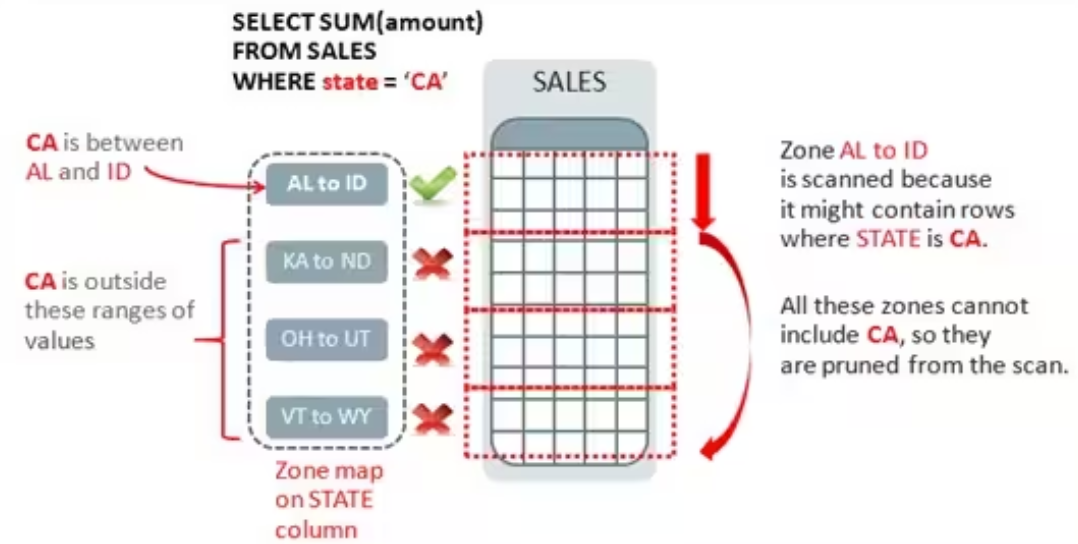 SELECT SUM(amount)
FROM SALES
WHERE state = ‘CA’
SALES
CA is between
AL and ID
AL to ID
KA to ND
OH to UT
VT to WY
CA is outside
these ranges of
values
Zone map
on STATE
column
Zone AL to ID
is scanned because
it might contain rows
where STATE is CA.
All these zones cannot
include CA, so they
are pruned from the scan.